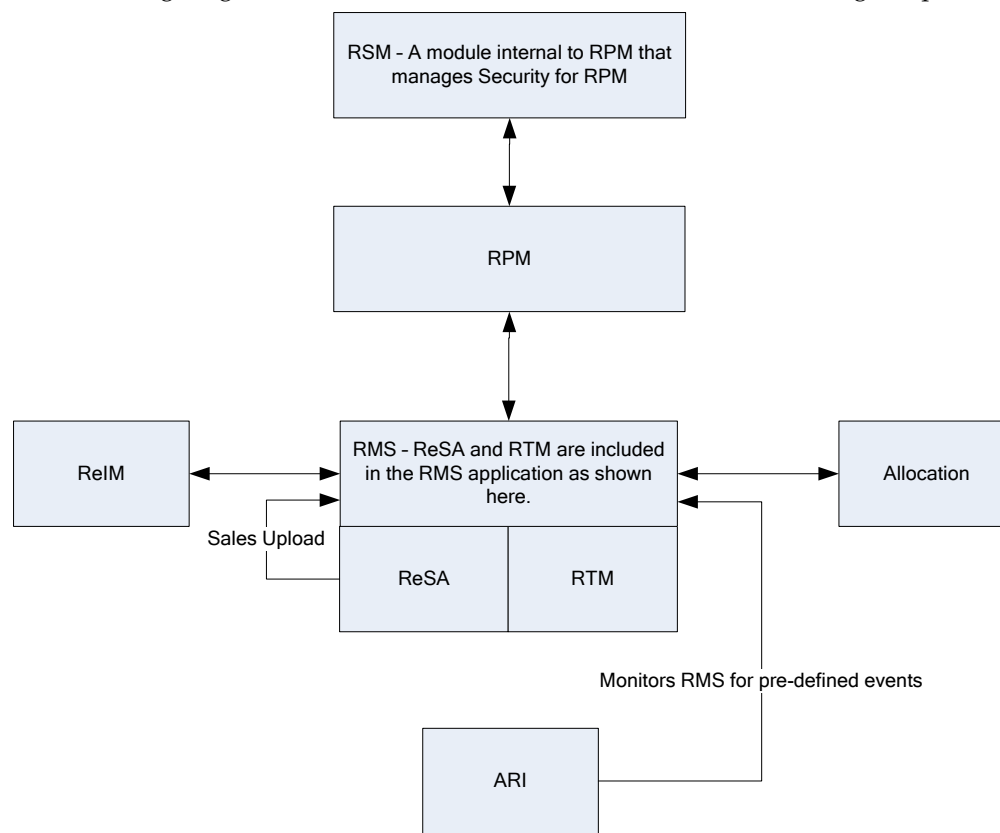 RSM - A module internal to RPM that
manages Security for RPM
RPM
ReIM
RMS - ReSA and RTM are included
in the RMS application as shown
here.
Allocation
Sales Upload
ReSA
RTM
Monitors RMS for pre-defined events
ARI